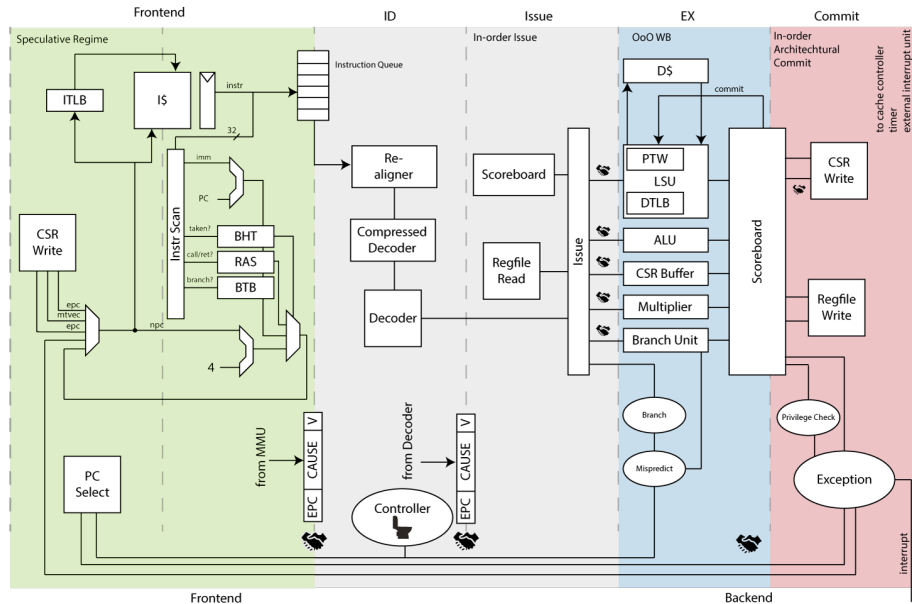 Frontend
ID
Issue
EX
Commit
Speculative Regime
In-order Issue
OoO WB
In-order
Architechtural
Commit
to cache controller
timer
external interrupt unit
Instruction Queue
ITLB
I$
instr
32
D$
commit
PTW
LSU
DTLB
Re-
aligner
Scoreboard
CSR
Write
imm
PC
Instr Scan
taken?
BHT
call/ret?
RAS
branch?
BTB
CSR
Write
Compressed
Decoder
Regfile
Read
Issue
ALU
CSR Buffer
Multiplier
Branch Unit
Scoreboard
Regfile
Write
epc
mtvec
epc
npc
4
Decoder
Branch
Mispredict
Privilege Check
Exception
from MMU
EPC
CAUSE
V
from Decoder
EPC
CAUSE
V
PC
Select
Controller
interrupt
Frontend
Backend